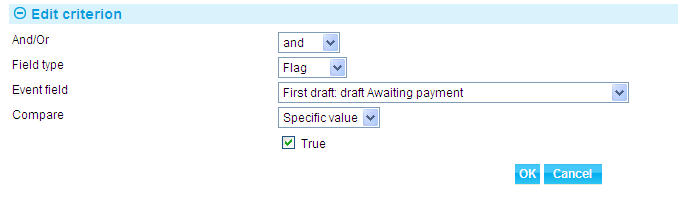 Edit criterion
And/Or and
Field type Flag
Event field First draft: draft Awaiting payment
Compare Specific value
True
OK Cancel